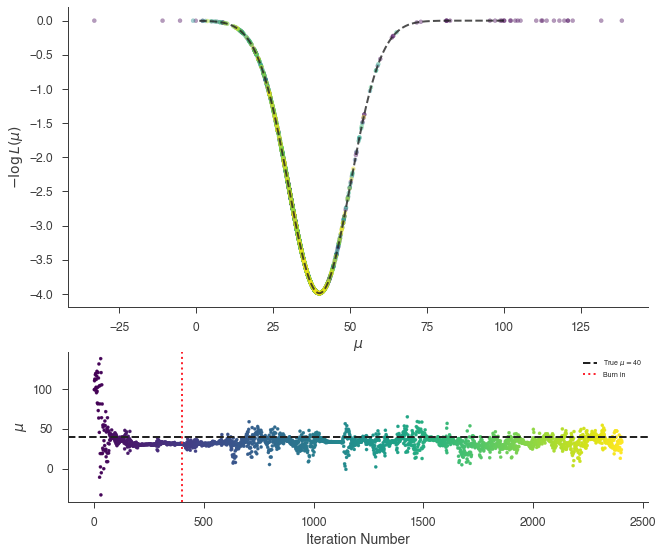 0.0
−0.5
−1.0
−1.5
−2.0
−2.5
−3.0
−3.5
−4.0
−log L(μ)
−25 0 25 50 75 100 125
μ
True μ = 40
Burn in
100
50
0
μ
0 500 1000 1500 2000 2500
Iteration Number